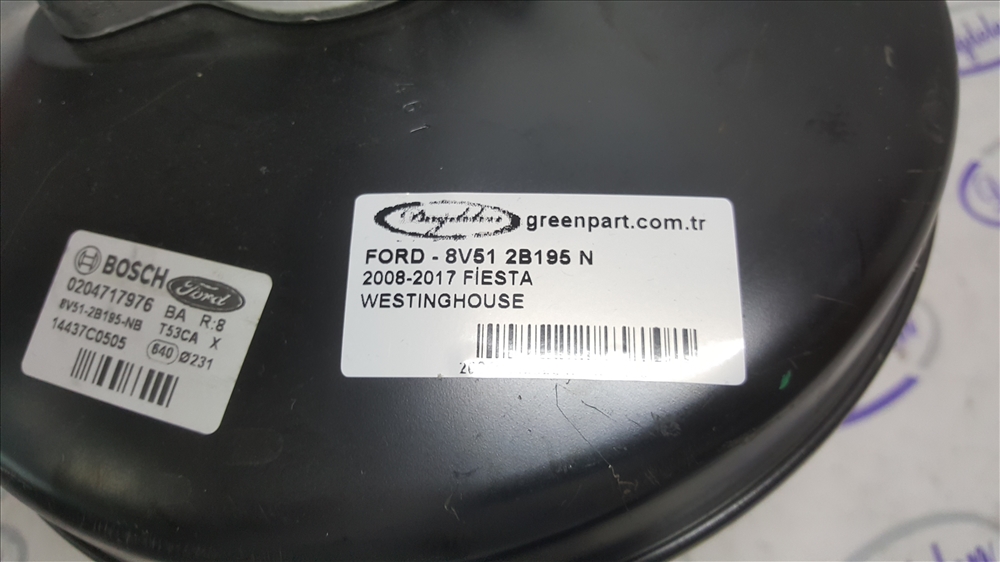 BOSCH Ford
0204717976 BA R:8
8V51-2B195-NB T53CA X
14437C0505 640 Ø231
greenpart.com.tr
FORD - 8V51 2B195 N
2008-2017 FİESTA
WESTINGHOUSE